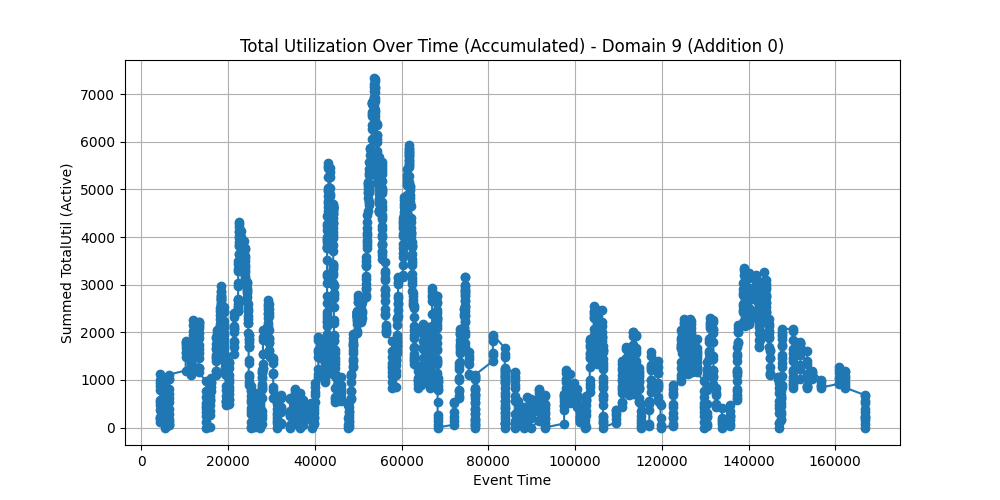 Total Utilization Over Time (Accumulated) - Domain 9 (Addition 0)
Summed TotalUtil (Active)
7000
6000
5000
4000
3000
2000
1000
0
0 20000 40000 60000 80000 100000 120000 140000 160000
Event Time